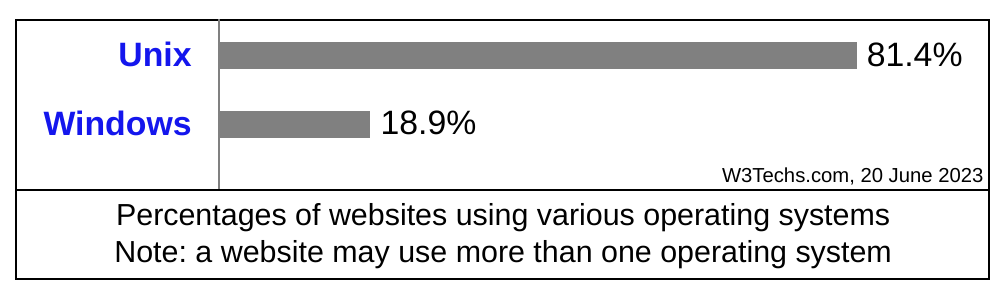 Unix 81.4%
Windows 18.9%
W3Techs.com, 20 June 2023
Percentages of websites using various operating systems
Note: a website may use more than one operating system